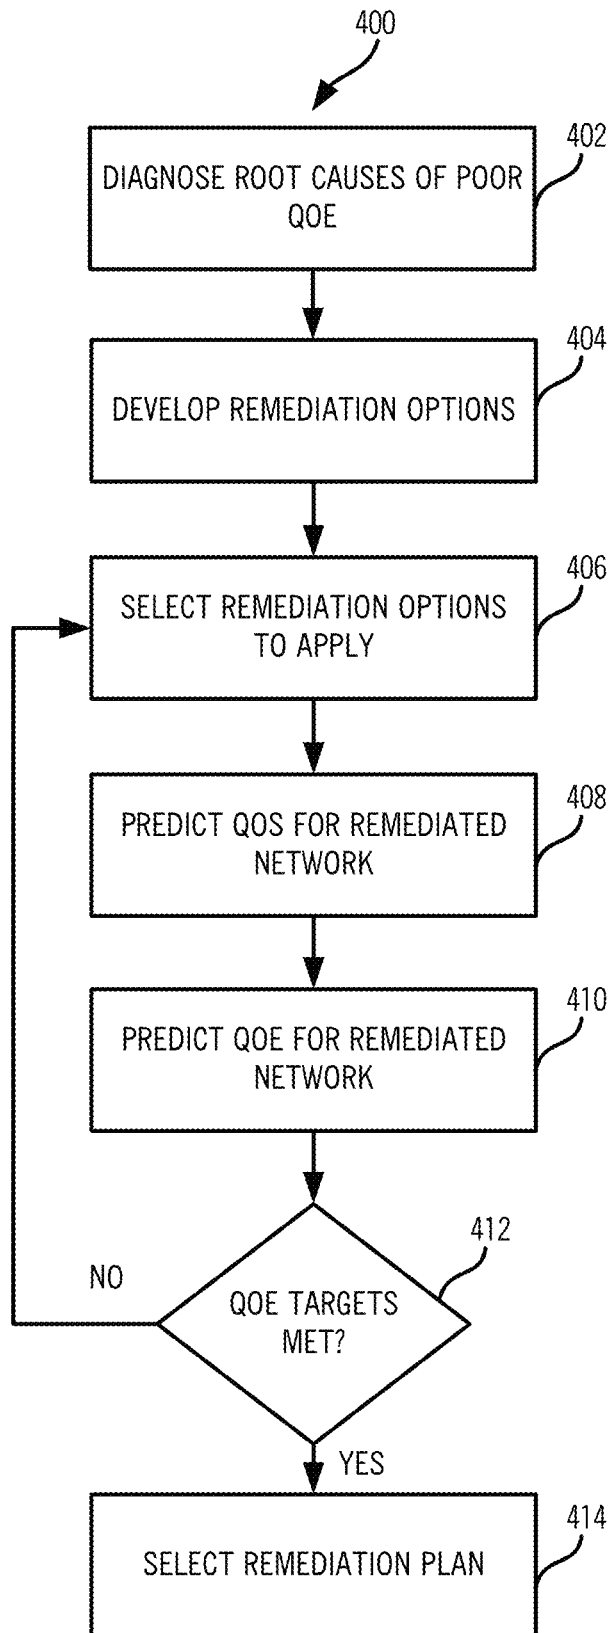 400
402
DIAGNOSE ROOT CAUSES OF POOR
QOE
404
DEVELOP REMEDIATION OPTIONS
406
SELECT REMEDIATION OPTIONS
TO APPLY
408
PREDICT QOS FOR REMEDIATED
NETWORK
410
PREDICT QOE FOR REMEDIATED
NETWORK
412
NO
QOE TARGETS
MET?
YES
414
SELECT REMEDIATION PLAN